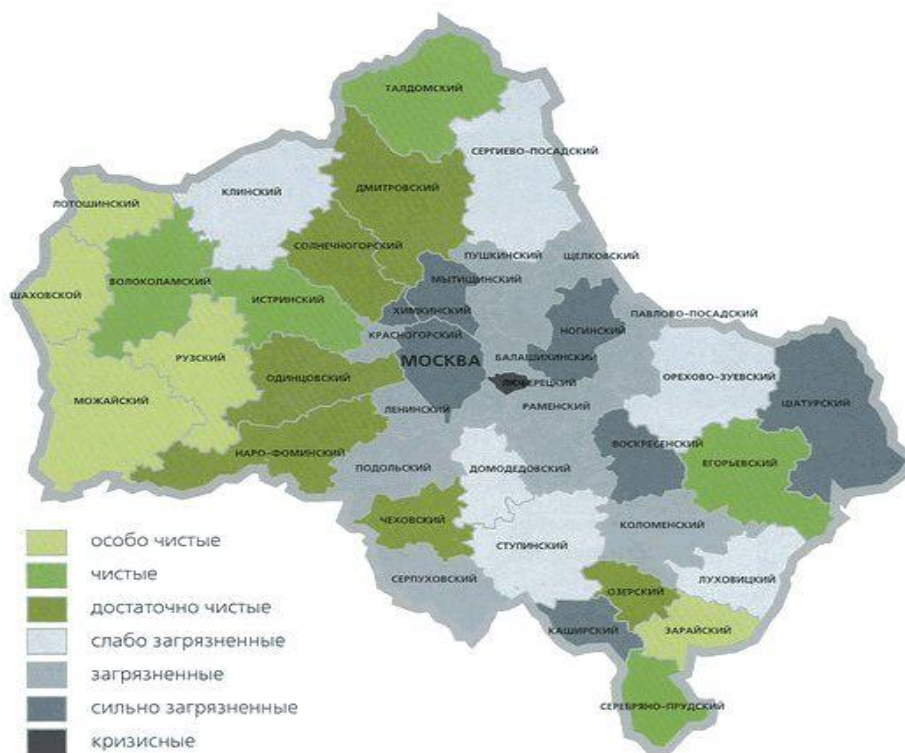 ТАЛДОМСКИЙ
СЕРГИЕВО-ПОСАДСКИЙ
КЛИНСКИЙ
ДМИТРОВСКИЙ
ЛОТОШИНСКИЙ
СОЛНЕЧНОГОРСКИЙ
ПУШКИНСКИЙ
ЩЕЛКОВСКИЙ
МЫТИЩИНСКИЙ
ВОЛОКОЛАМСКИЙ
ШАХОВСКОЙ
ИСТРИНСКИЙ
ХИМКИНСКИЙ
ПАВЛОВО-ПОСАДСКИЙ
НОГИНСКИЙ
КРАСНОГОРСКИЙ
РУЗСКИЙ
МОСКВА
БАЛАШИХИНСКИЙ
ОДИНЦОВСКИЙ
ЛЮБЕРЕЦКИЙ
ОРЕХОВО-ЗУЕВСКИЙ
МОЖАЙСКИЙ
ЛЕНИНСКИЙ
РАМЕНСКИЙ
ШАТУРСКИЙ
ВОСКРЕСЕНСКИЙ
НАРО-ФОМИНСКИЙ
ПОДОЛЬСКИЙ
ДОМОДЕДОВСКИЙ
ЕГОРЬЕВСКИЙ
ЧЕХОВСКИЙ
КОЛОМЕНСКИЙ
СТУПИНСКИЙ
СЕРПУХОВСКИЙ
ЛУХОВИЦКИЙ
ОЗЕРСКИЙ
КАШИРСКИЙ
ЗАРАЙСКИЙ
СЕРЕБРЯНО-ПРУДСКИЙ
особо чистые
чистые
достаточно чистые
слабо загрязненные
загрязненные
сильно загрязненные
кризисные